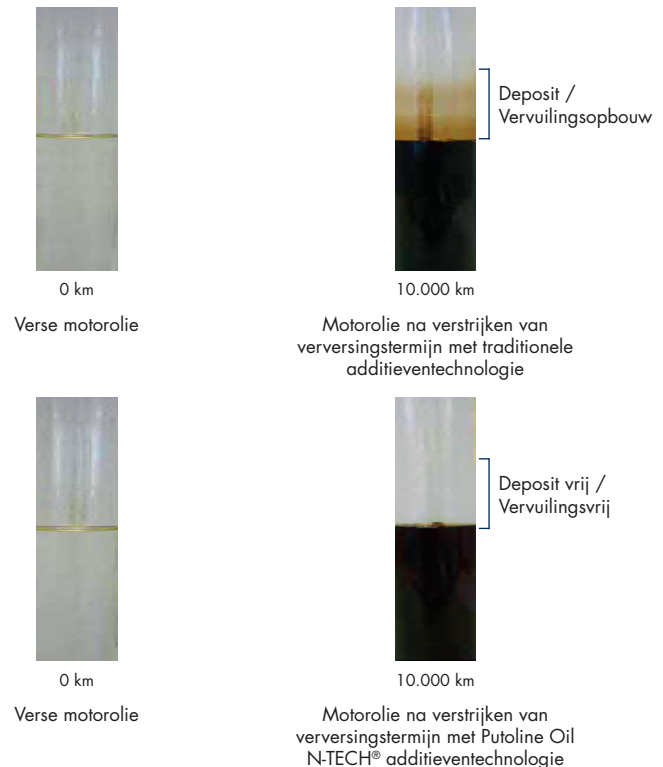 Deposit /
Vervuilingsopbouw
0 km
10.000 km
Verse motorolie
Motorolie na verstrijken van
verversingstermijn met traditionele
additieventechnologie
Deposit vrij /
Vervuilingsvrij
0 km
10.000 km
Verse motorolie
Motorolie na verstrijken van
verversingstermijn met Putoline Oil
N-TECH® additieventechnologie